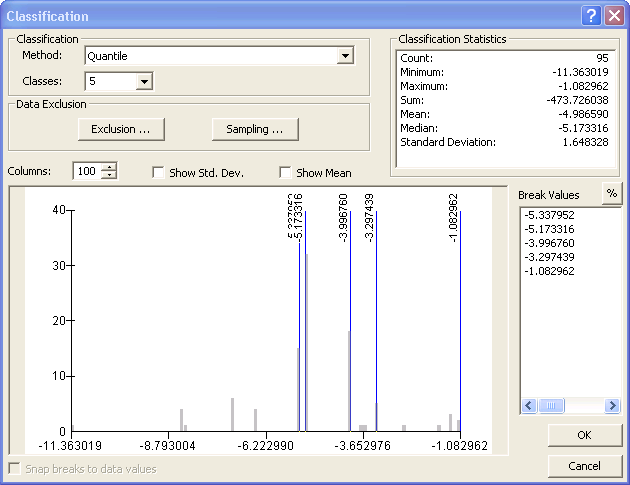 Classification
Classification
Method: Quantile
Classes: 5
Data Exclusion
Exclusion ...
Sampling ...
Classification Statistics
Count: 95
Minimum: -11.363019
Maximum: -1.082962
Sum: -473.726038
Mean: -4.986590
Median: -5.173316
Standard Deviation: 1.648328
Columns: 100
Show Std. Dev.
Show Mean
Break Values
%
-5.337952
-5.173316
-3.996760
-3.297439
-1.082962
-5.337952
-5.173316
-3.996760
-3.297439
-1.082962
40
30
20
10
0
-11.363019
-8.793004
-6.222990
-3.652976
-1.082962
Snap breaks to data values
OK
Cancel